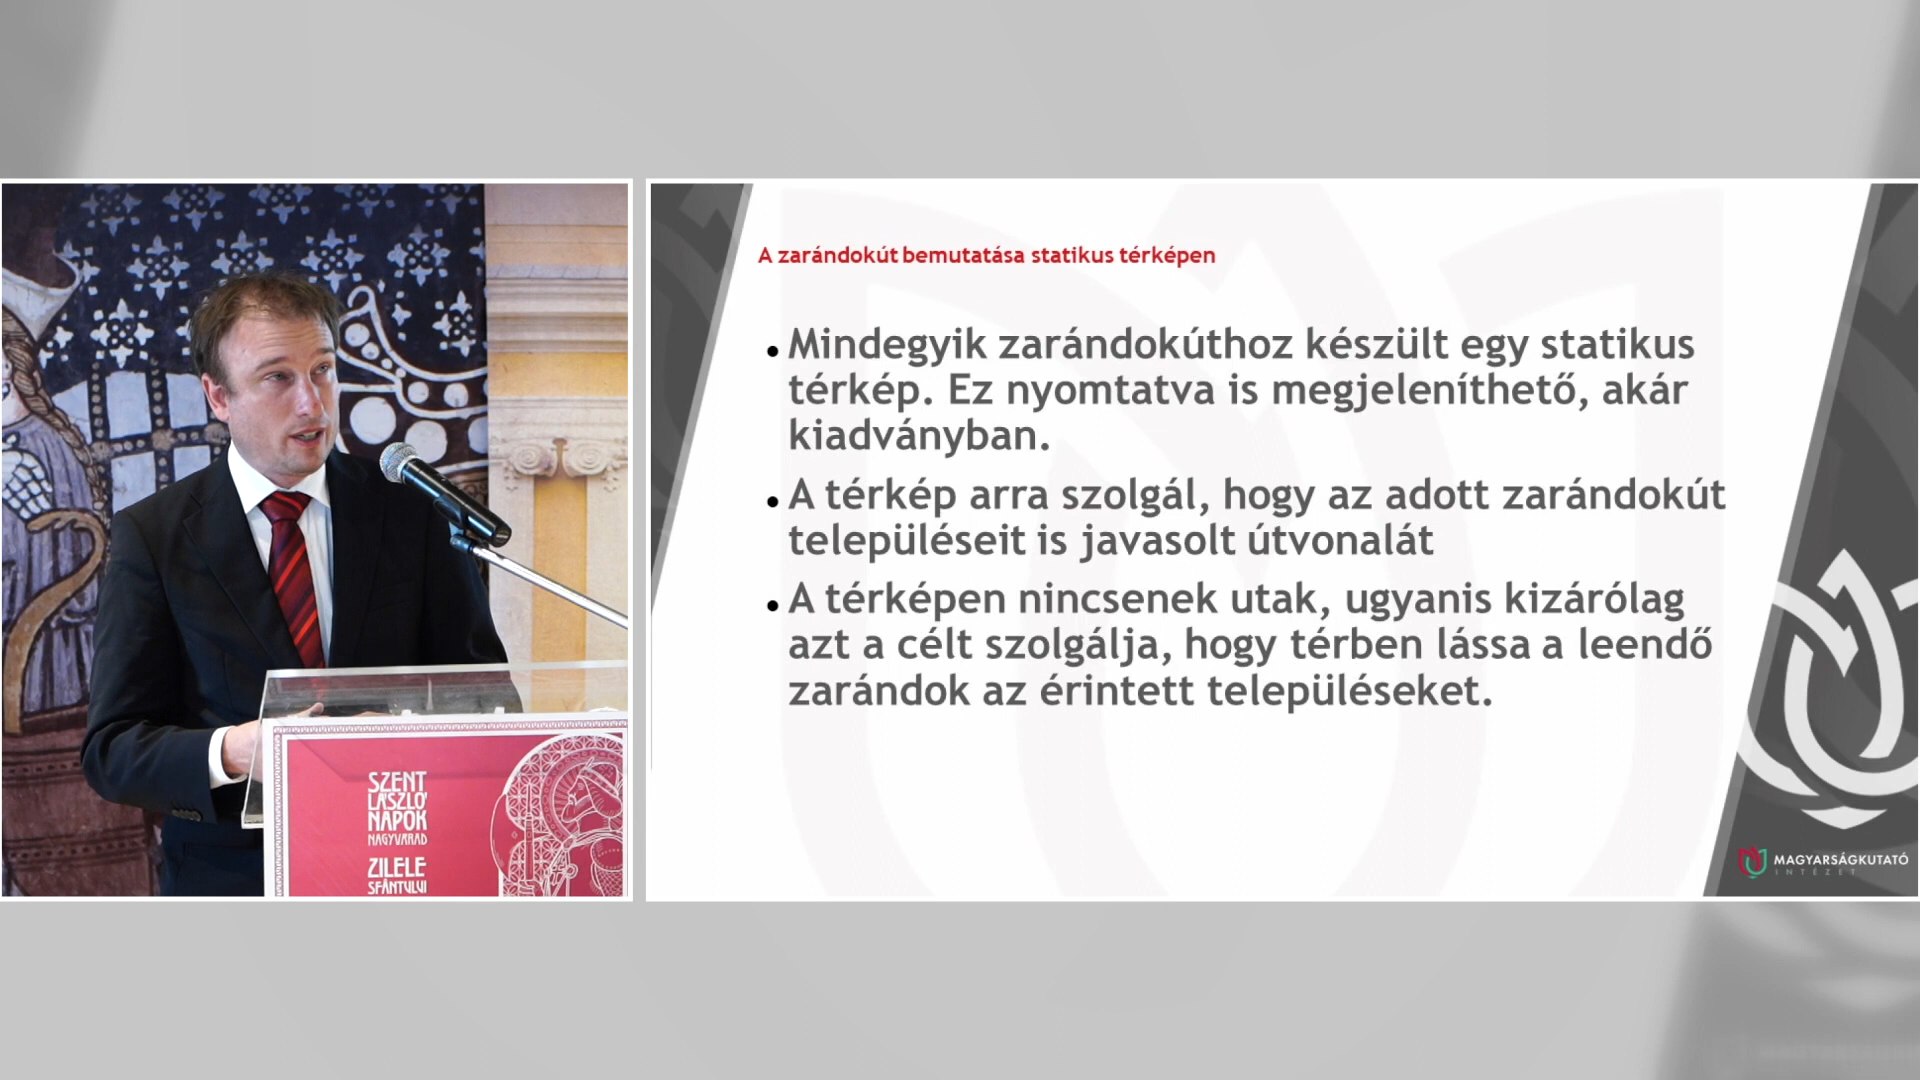 A zarándokút bemutatása statikus térképen
• Mindegyik zarándokúthoz készült egy statikus
térkép. Ez nyomtatva is megjeleníthető, akár
kiadványban.
• A térkép arra szolgál, hogy az adott zarándokút
településeit is javasolt útvonalát
• A térképen nincsenek utak, ugyanis kizárólag
azt a célt szolgálja, hogy térben lássa a leendő
zarándok az érintett településeket.
MAGYARSÁGKUTATÓ
INTÉZET
SZENT
LÁSZLÓ
NAPOK
NAGYVÁRAD
ZILELE
SFÂNTULUI